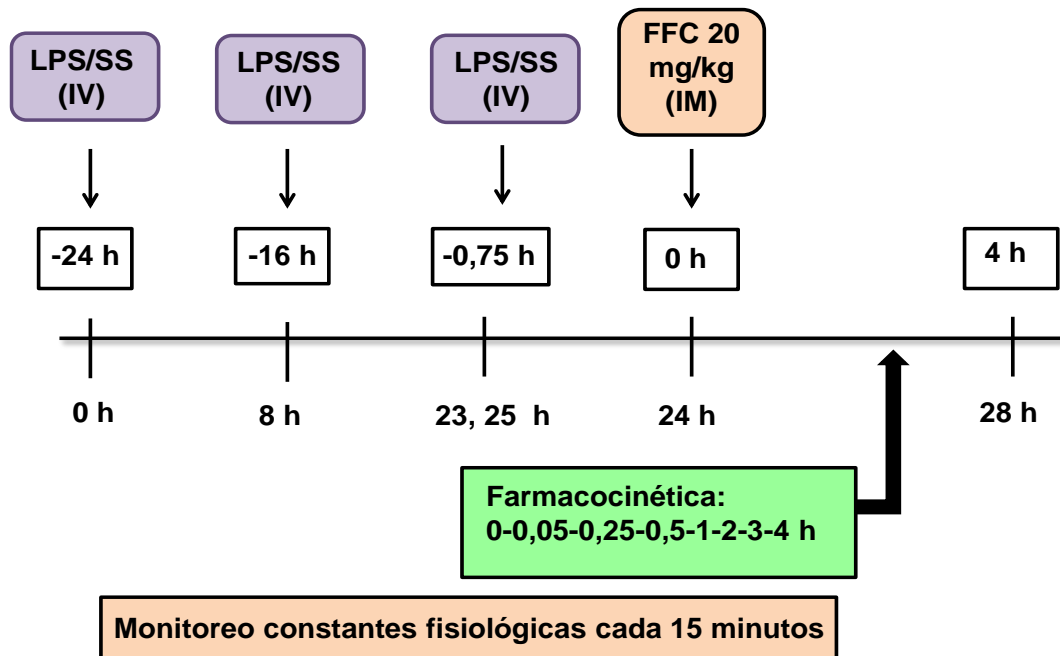 LPS/SS
(IV)
LPS/SS
(IV)
LPS/SS
(IV)
FFC 20
mg/kg
(IM)
-24 h
-16 h
-0,75 h
0 h
4 h
0 h
8 h
23, 25 h
24 h
28 h
Farmacocinética:
0-0,05-0,25-0,5-1-2-3-4 h
Monitoreo constantes fisiológicas cada 15 minutos